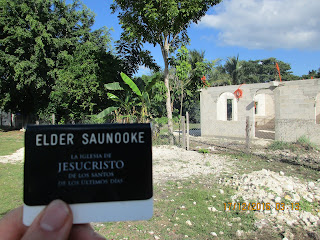 ELDER SAUNOOKE
LA IGLESIA DE
JESUCRISTO
DE LOS SANTOS
DE LOS ÚLTIMOS DÍAS